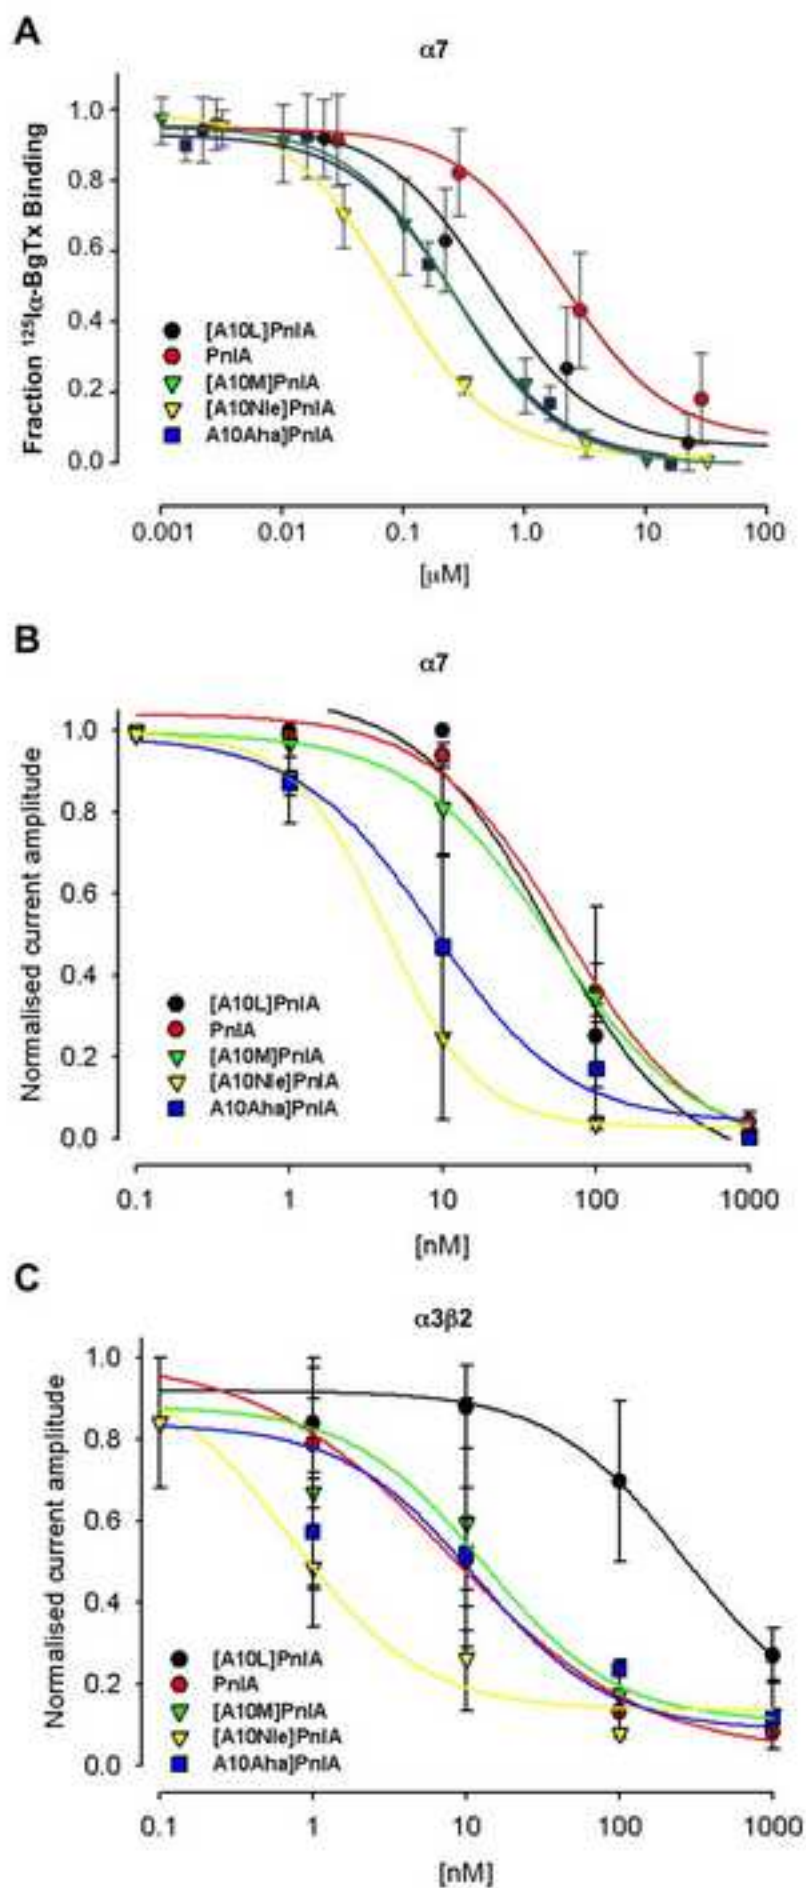 A
α7
Fraction ¹²⁵Iα-BgTx Binding
1.0
0.8
0.6
0.4
0.2
0.0
[A10L]PnIA
PnIA
[A10M]PnIA
[A10Nle]PnIA
A10Aha]PnIA
0.001 0.01 0.1 1.0 10 100
[μM]
B
α7
Normalised current amplitude
1.0
0.8
0.6
0.4
0.2
0.0
[A10L]PnIA
PnIA
[A10M]PnIA
[A10Nle]PnIA
A10Aha]PnIA
0.1 1 10 100 1000
[nM]
C
α3β2
Normalised current amplitude
1.0
0.8
0.6
0.4
0.2
0.0
[A10L]PnIA
PnIA
[A10M]PnIA
[A10Nle]PnIA
A10Aha]PnIA
0.1 1 10 100 1000
[nM]